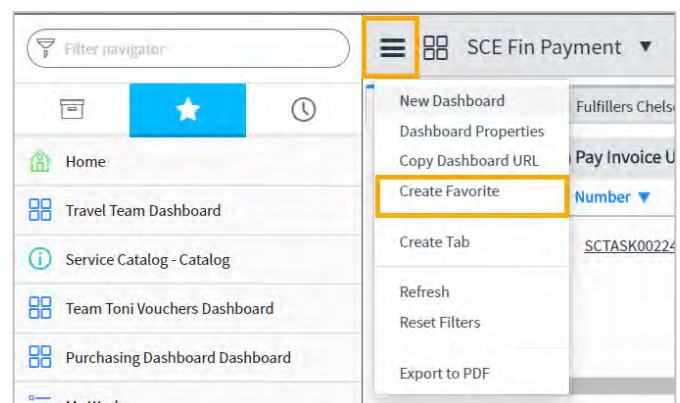 Filter navigator
SCE Fin Payment ▼
New Dashboard
Fulfillers Chels
Dashboard Properties
Home
Copy Dashboard URL
Pay Invoice U
Create Favorite
Number ▼
Travel Team Dashboard
Create Tab
SCTASK00224
Service Catalog - Catalog
Refresh
Team Toni Vouchers Dashboard
Reset Filters
Purchasing Dashboard Dashboard
Export to PDF